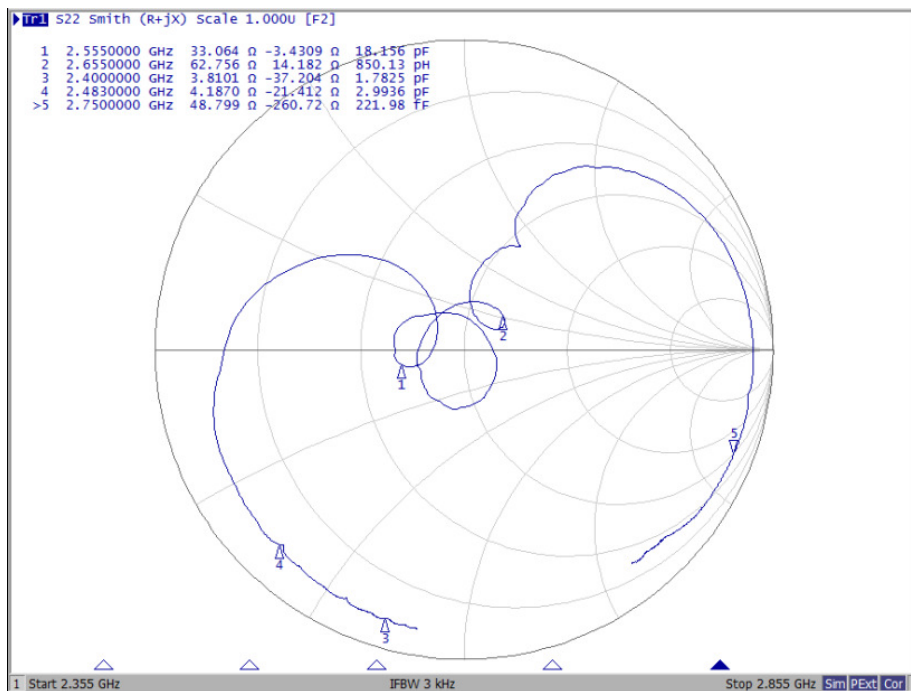 Tr1 S22 Smith (R+jX) Scale 1.000U [F2]
1 2.5550000 GHz 33.064 Ω -3.4309 Ω 18.156 pF
2 2.6550000 GHz 62.756 Ω 14.182 Ω 850.13 pH
3 2.4000000 GHz 3.8101 Ω -37.204 Ω 1.7825 pF
4 2.4830000 GHz 4.1870 Ω -21.412 Ω 2.9936 pF
>5 2.7500000 GHz 48.799 Ω -260.72 Ω 221.98 fF
2
1
5
4
3
1 Start 2.355 GHz IFBW 3 kHz Stop 2.855 GHz Sim PExt Cor